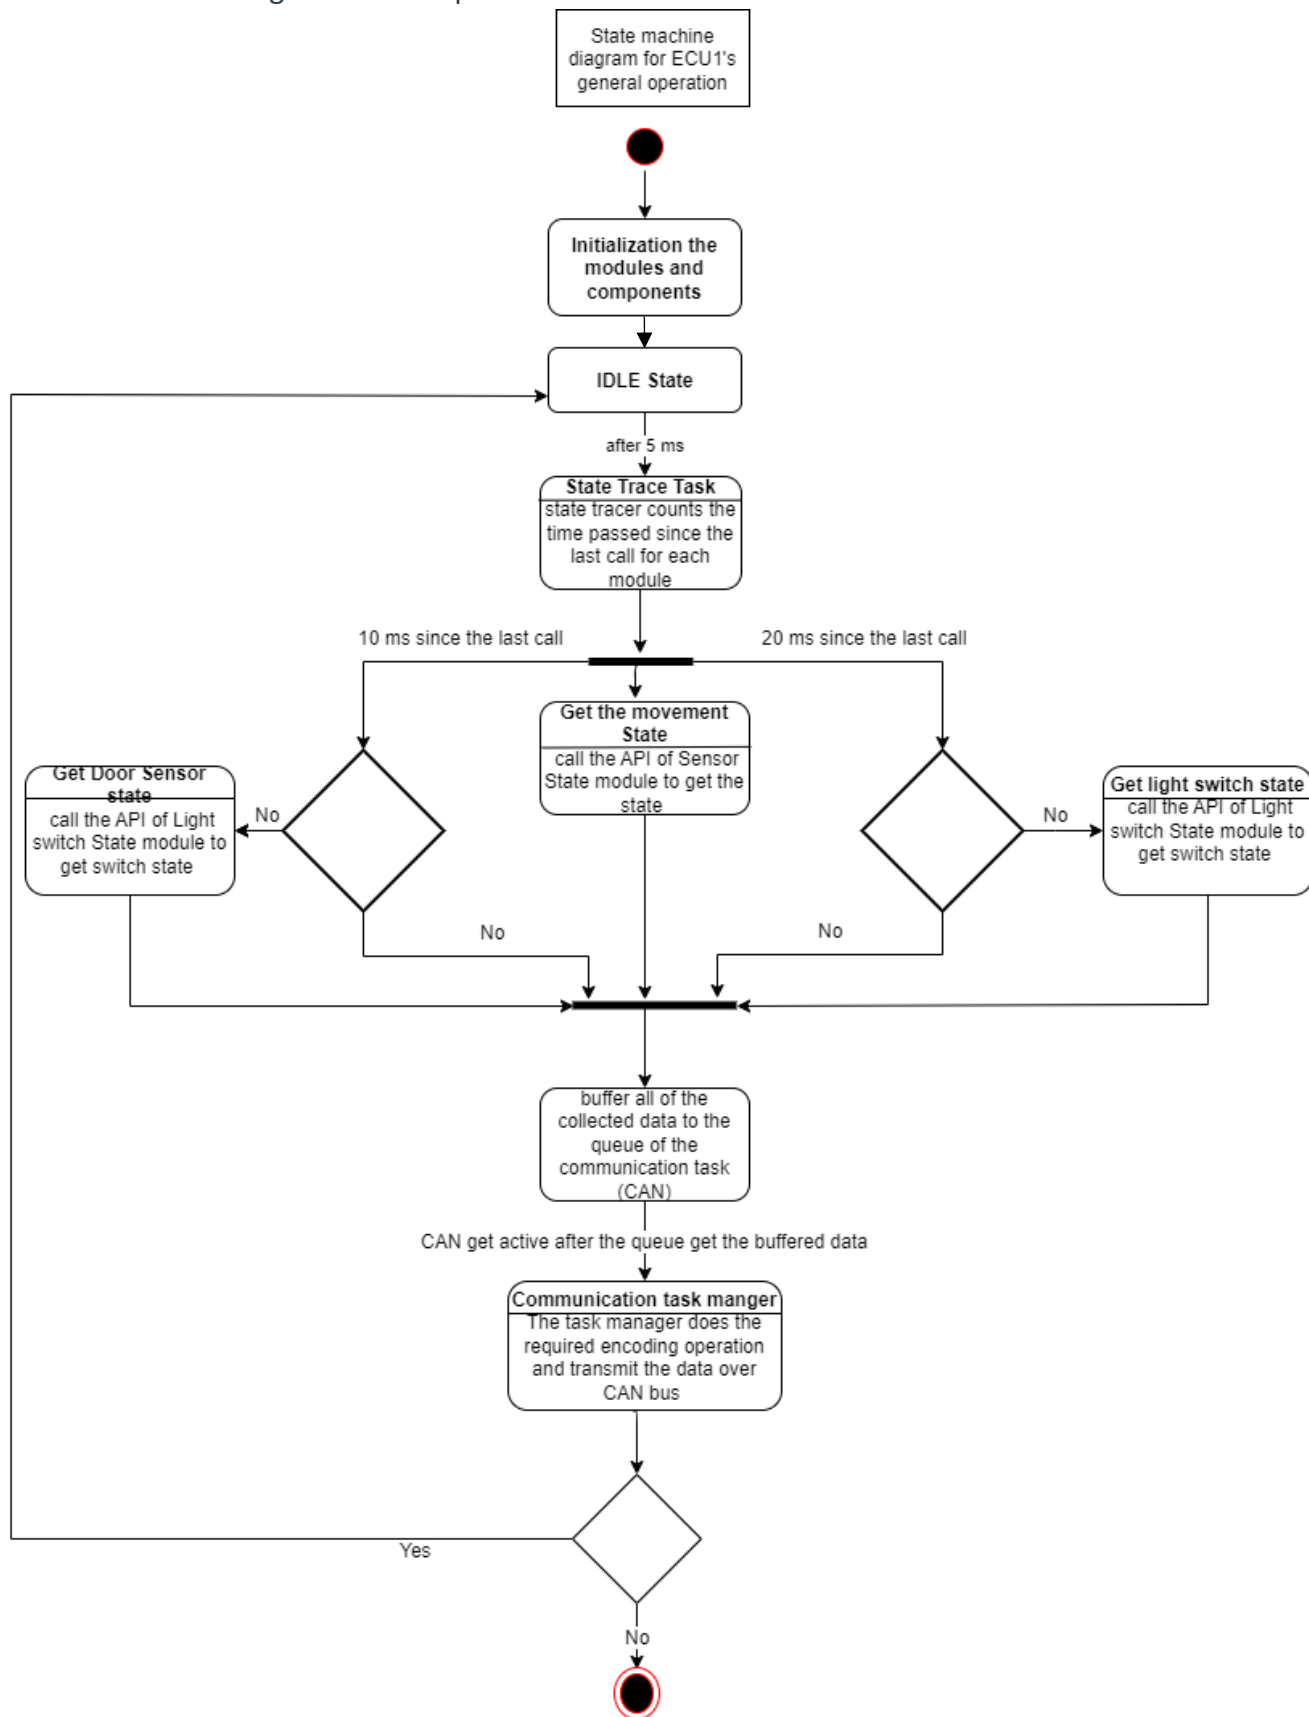 State machine
diagram for ECU1's
general operation
Initialization the
modules and
components
IDLE State
after 5 ms
State Trace Task
state tracer counts the
time passed since the
last call for each
module
10 ms since the last call
20 ms since the last call
Get the movement
State
call the API of Sensor
State module to get the
state
Get Door Sensor
state
call the API of Light
switch State module to
get switch state
No
No
Get light switch state
call the API of Light
switch State module to
get switch state
No
No
buffer all of the
collected data to the
queue of the
communication task
(CAN)
CAN get active after the queue get the buffered data
Communication task manger
The task manager does the
required encoding operation
and transmit the data over
CAN bus
Yes
No